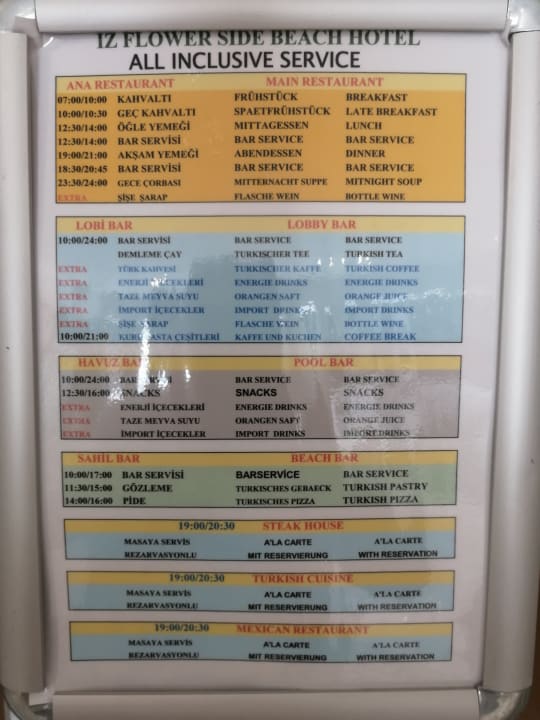 IZ FLOWER SIDE BEACH HOTEL
ALL INCLUSIVE SERVICE
ANA RESTAURANT MAIN RESTAURANT
07:00/10:00 KAHVALTI FRÜHSTÜCK BREAKFAST
10:00/10:30 GEÇ KAHVALTI SPAETFRÜHSTÜCK LATE BREAKFAST
12:30/14:00 ÖĞLE YEMEĞİ MITTAGESSEN LUNCH
12:30/14:00 BAR SERVİSİ BAR SERVICE BAR SERVICE
19:00/21:00 AKŞAM YEMEĞİ ABENDESSEN DINNER
18:30/20:45 BAR SERVİSİ BAR SERVICE BAR SERVICE
23:30/24:00 GECE ÇORBASI MITTERNACHT SUPPE MITNIGHT SOUP
EXTRA ŞİŞE ŞARAP FLASCHE WEIN BOTTLE WINE
LOBİ BAR LOBBY BAR
10:00/24:00 BAR SERVİSİ BAR SERVICE BAR SERVICE
DEMLEME ÇAY TURKISCHER TEE TURKISH TEA
EXTRA TÜRK KAHVESİ TURKISCHER KAFFE TURKISH COFFEE
EXTRA ENERJİ İÇECEKLERİ ENERGIE DRINKS ENERGIE DRINKS
EXTRA TAZE MEYVA SUYU ORANGEN SAFT ORANGE JUICE
EXTRA İMPORT İÇECEKLER IMPORT DRINKS IMPORT DRINKS
EXTRA ŞİŞE ŞARAP FLASCHE WEIN BOTTLE WINE
10:00/21:00 KURU PASTA ÇEŞİTLERİ KAFFE UND KUCHEN COFFEE BREAK
HAVUZ BAR POOL BAR
10:00/24:00 BAR SERVİSİ BAR SERVICE BAR SERVICE
12:30/16:00 SNACKS SNACKS SNACKS
EXTRA ENERJİ İÇECEKLERİ ENERGIE DRINKS ENERGIE DRINKS
EXTRA TAZE MEYVA SUYU ORANGEN SAFT ORANGE JUICE
EXTRA İMPORT İÇECEKLER IMPORT DRINKS IMPORT DRINKS
SAHİL BAR BEACH BAR
10:00/17:00 BAR SERVİSİ BARSERVİCE BAR SERVICE
11:30/15:00 GÖZLEME TURKISCHES GEBAECK TURKISH PASTRY
14:00/16:00 PİDE TURKISCHES PIZZA TURKISH PIZZA
19:00/20:30 STEAK HOUSE
MASAYA SERVİS A'LA CARTE A'LA CARTE
REZARVASYONLU MIT RESERVIERUNG WITH RESERVATION
19:00/20:30 TURKISH CUISINE
MASAYA SERVİS A'LA CARTE A'LA CARTE
REZARVASYONLU MIT RESERVIERUNG WITH RESERVATION
19:00/20:30 MEXICAN RESTAURANT
MASAYA SERVİS A'LA CARTE A'LA CARTE
REZARVASYONLU MIT RESERVIERUNG WITH RESERVATION